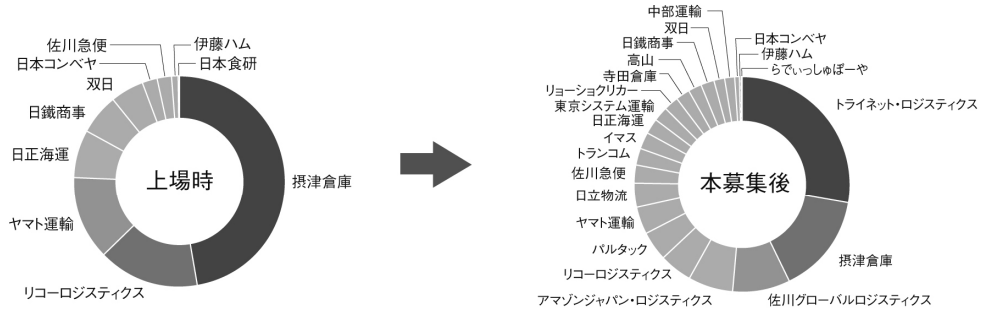 佐川急便
伊藤ハム
日本コンベヤ
日本食研
双日
日鐵商事
日正海運
上場時
摂津倉庫
ヤマト運輸
リコーロジスティクス
中部運輸
双日
日本コンベヤ
日鐵商事
伊藤ハム
高山
らでぃっしゅぼーや
寺田倉庫
リョーショクリカー
トライネット・ロジスティクス
東京システム運輸
日正海運
イマス
トランコム
佐川急便
本募集後
日立物流
ヤマト運輸
パルタック
摂津倉庫
リコーロジスティクス
アマゾンジャパン・ロジスティクス
佐川グローバルロジスティクス